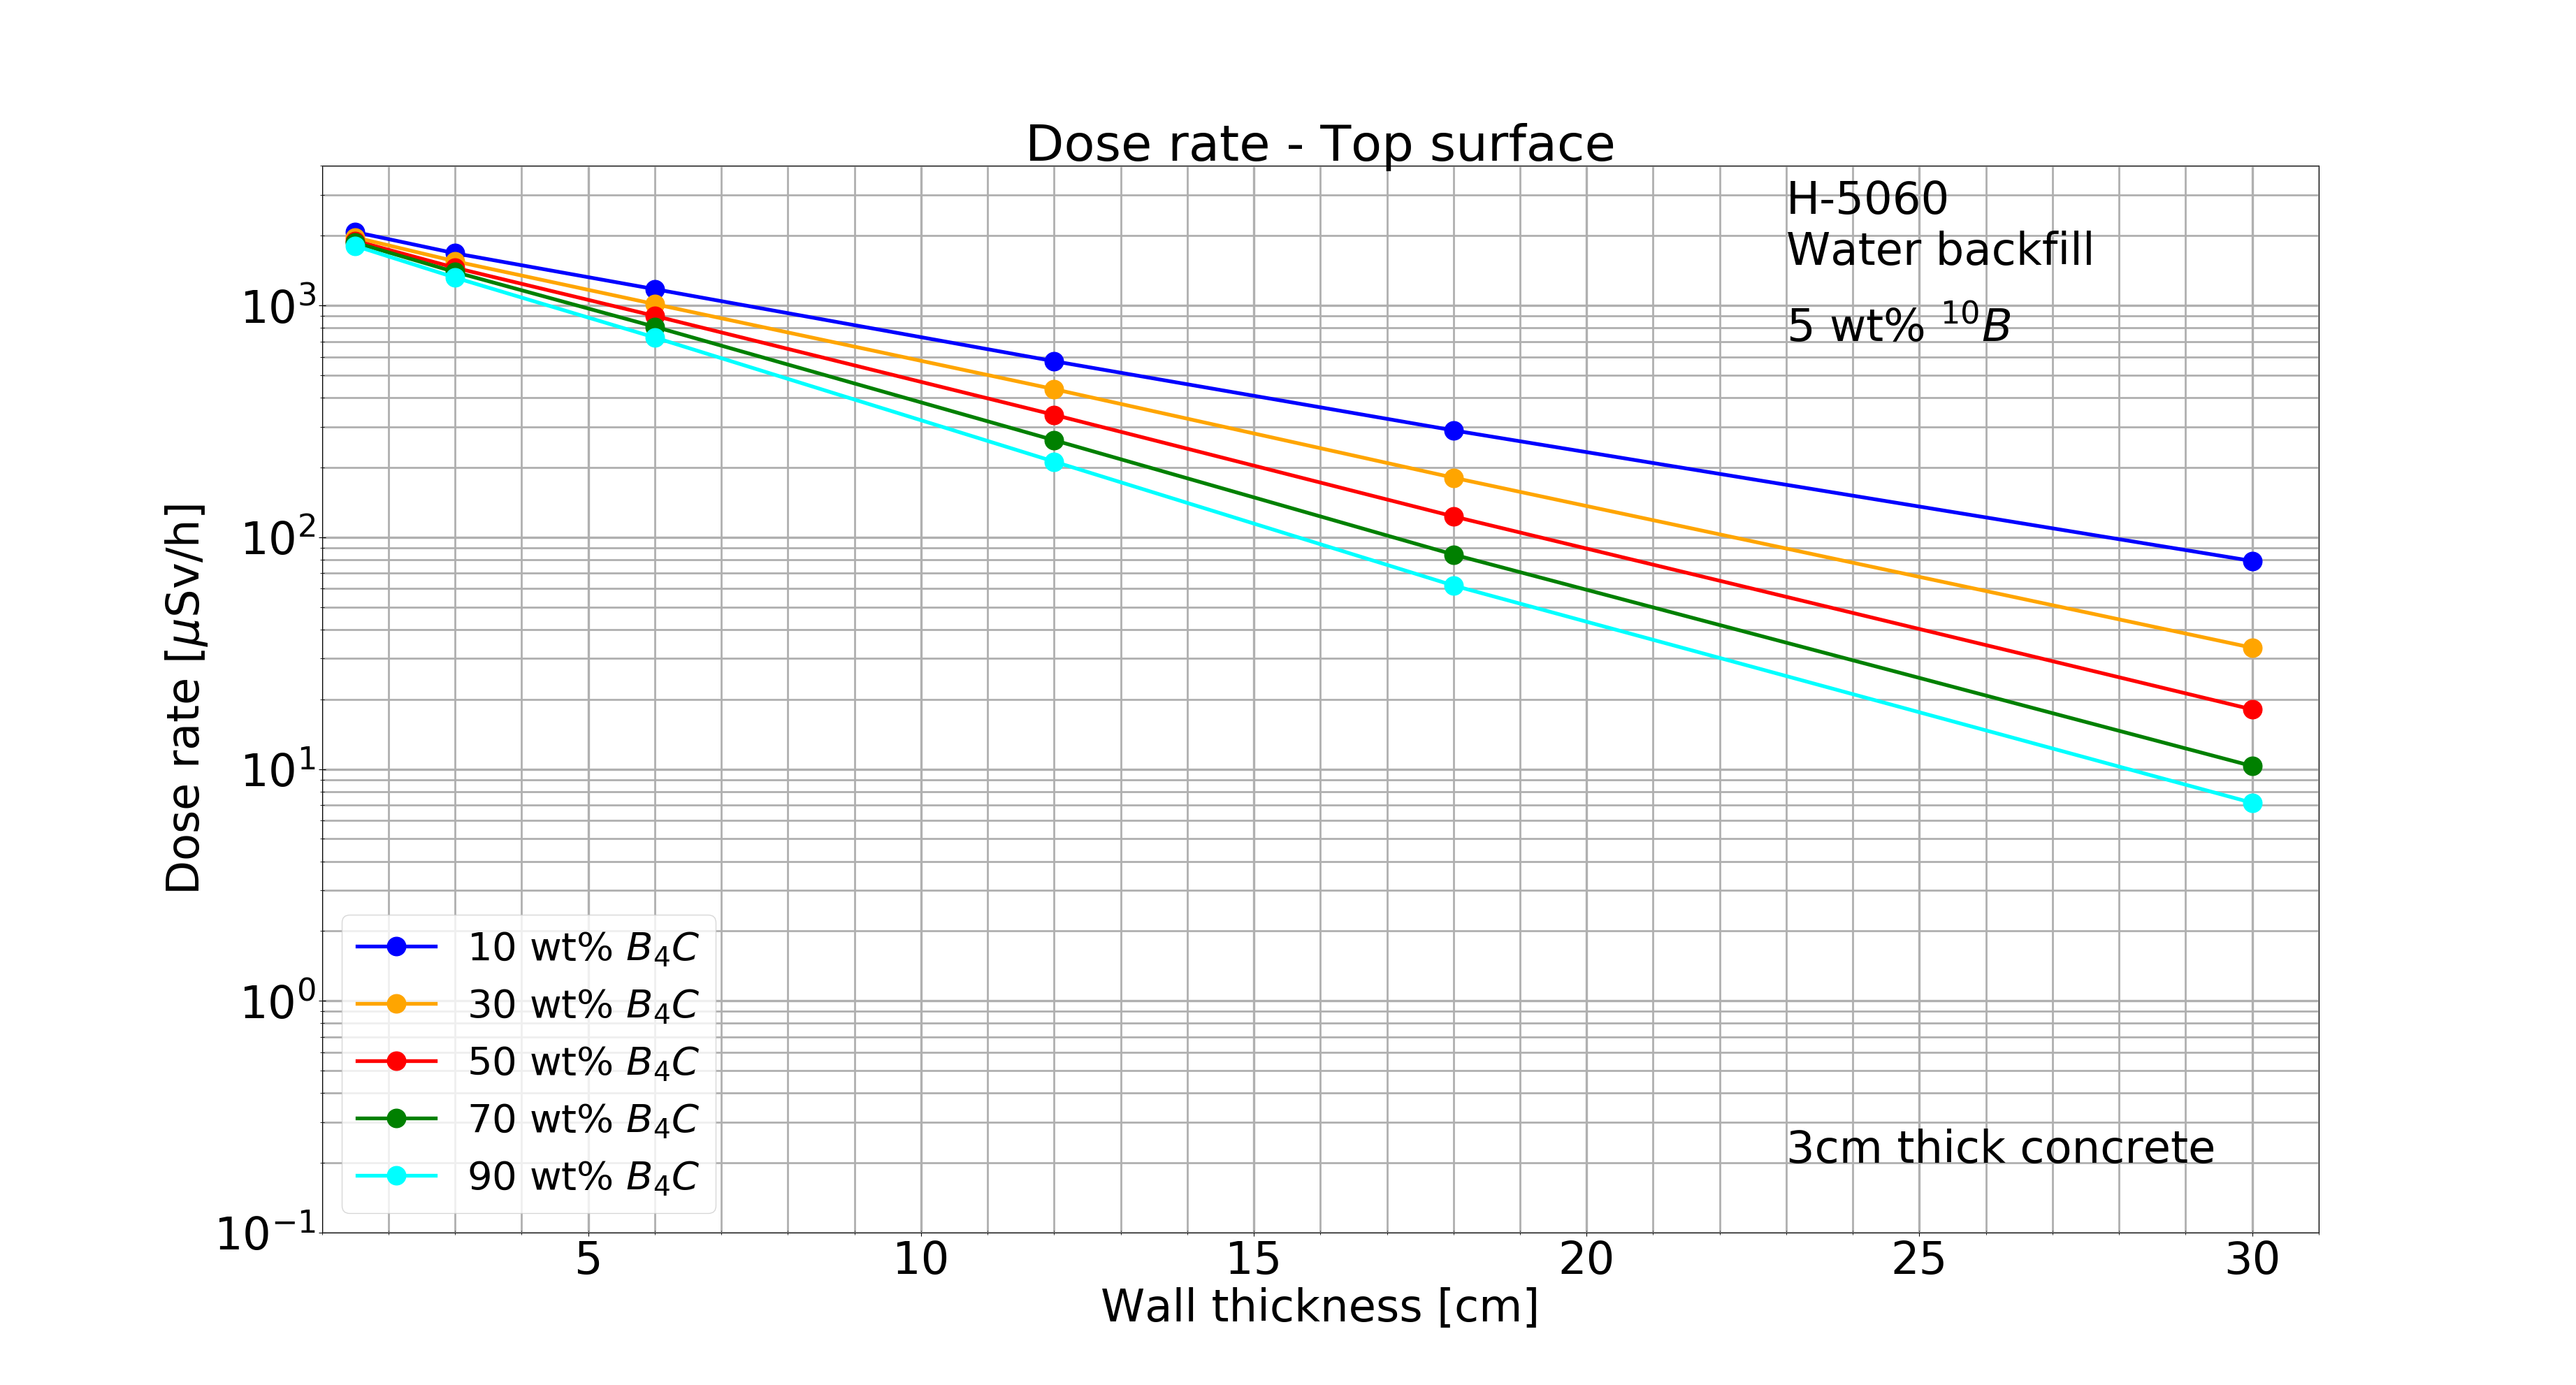 Dose rate - Top surface
H-5060
Water backfill
5 wt% ¹⁰B
3cm thick concrete
Dose rate [μSv/h]
10³
10²
10¹
10⁰
10⁻¹
10 wt% B₄C
30 wt% B₄C
50 wt% B₄C
70 wt% B₄C
90 wt% B₄C
5 10 15 20 25 30
Wall thickness [cm]